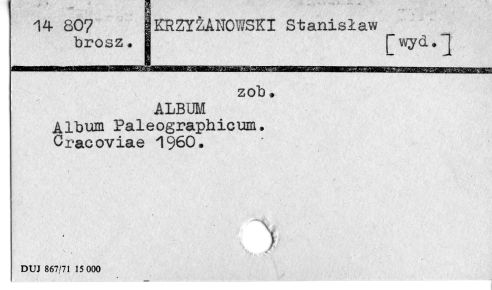 14 807 KRZYŻANOWSKI Stanisław
brosz. [wyd.]
zob.
ALBUM
Album Paleographicum.
Cracoviae 1960.
DUJ 867/71 15 000